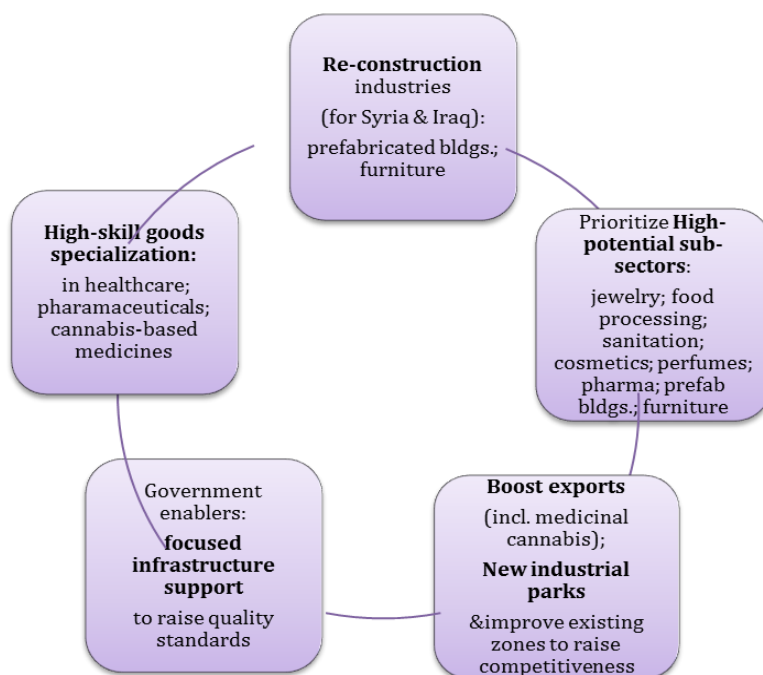 Re-construction
industries
(for Syria & Iraq):
prefabricated bldgs.;
furniture
Prioritize High-
potential sub-
sectors:
jewelry; food
processing;
sanitation;
cosmetics; perfumes;
pharma; prefab
bldgs.; furniture
Boost exports
(incl. medicinal
cannabis);
New industrial
parks
&improve existing
zones to raise
competitiveness
Government
enablers:
focused
infrastructure
support
to raise quality
standards
High-skill goods
specialization:
in healthcare;
pharamaceuticals;
cannabis-based
medicines